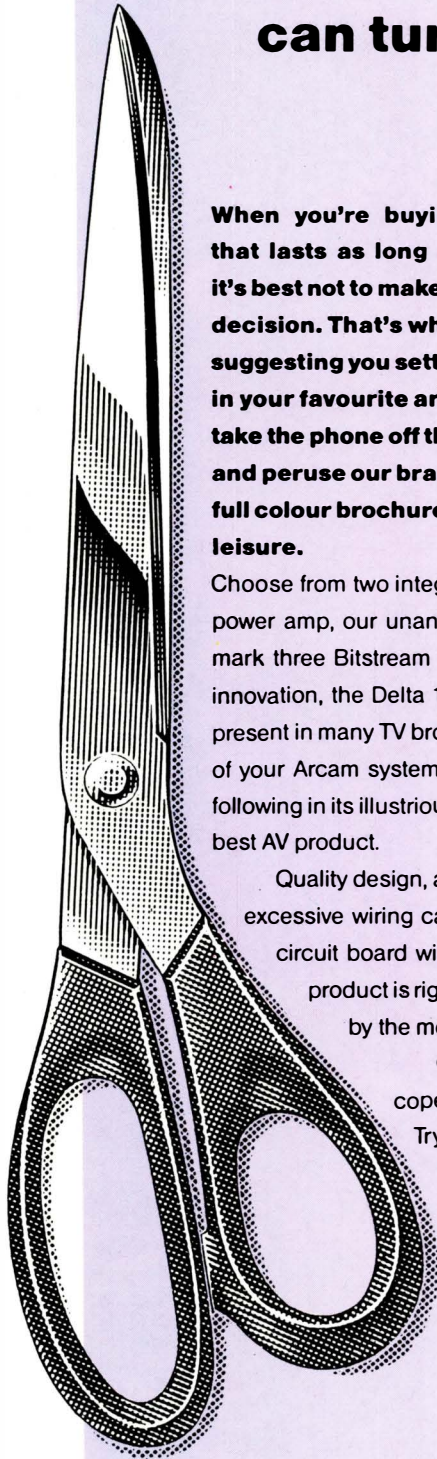 can tur
When you're buyi
that lasts as long
it's best not to make
decision. That's wh
suggesting you sett
in your favourite ar
take the phone off th
and peruse our bra
full colour brochure
leisure.
Choose from two integ
power amp, our unan
mark three Bitstream
innovation, the Delta 1
present in many TV bro
of your Arcam system
following in its illustriou
best AV product.
Quality design, a
excessive wiring ca
circuit board wi
product is rig
by the mo
cope
Try